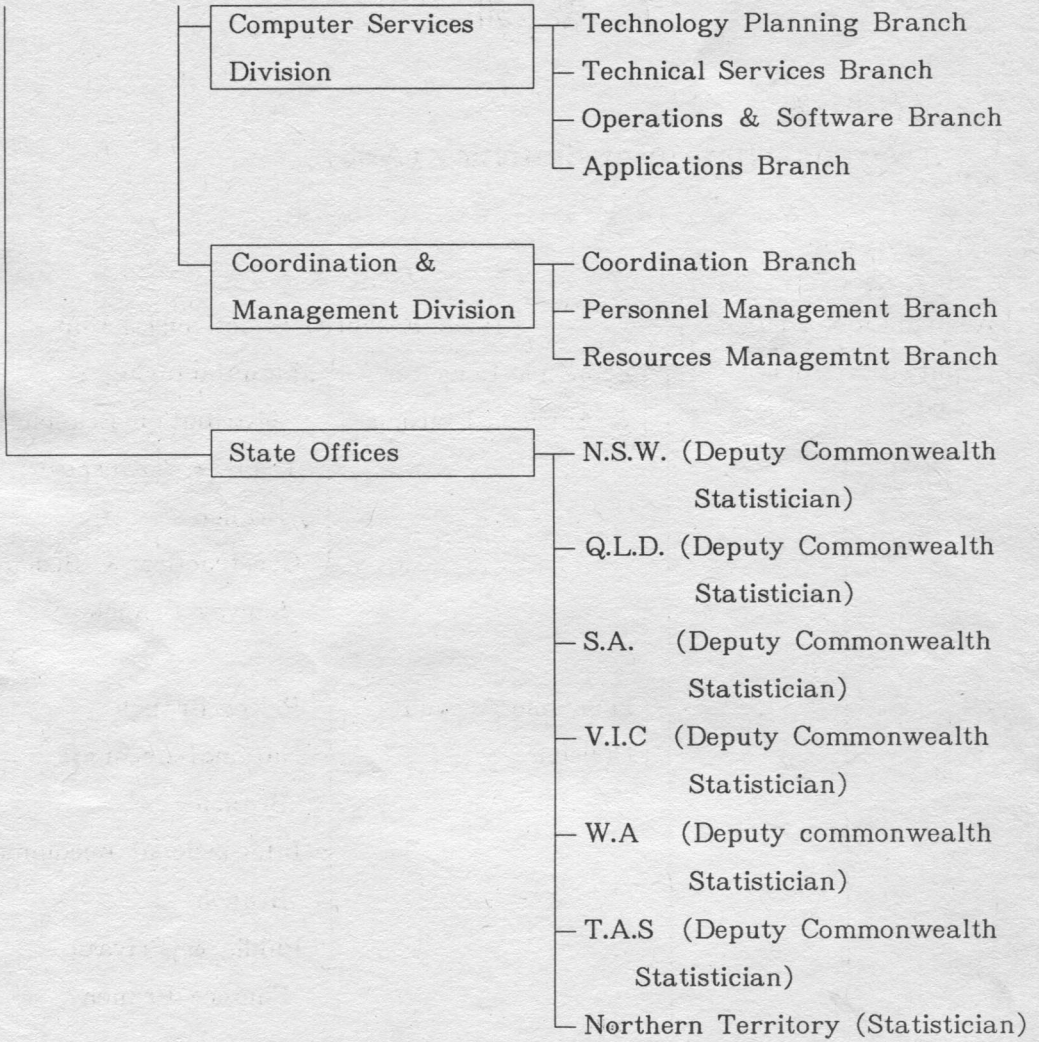 Computer Services
Division
Technology Planning Branch
Technical Services Branch
Operations & Software Branch
Applications Branch
Coordination &
Management Division
Coordination Branch
Personnel Management Branch
Resources Managemtnt Branch
State Offices
N.S.W. (Deputy Commonwealth
Statistician)
Q.L.D. (Deputy Commonwealth
Statistician)
S.A. (Deputy Commonwealth
Statistician)
V.I.C (Deputy Commonwealth
Statistician)
W.A (Deputy commonwealth
Statistician)
T.A.S (Deputy Commonwealth
Statistician)
Northern Territory (Statistician)